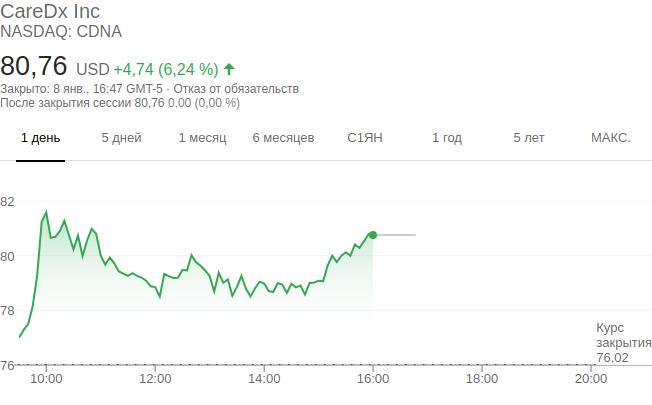 CareDx Inc
NASDAQ: CDNA
80,76 USD +4,74 (6,24 %)
Закрыто: 8 янв., 16:47 GMT-5 · Отказ от обязательств
После закрытия сессии 80,76 0,00 (0,00 %)
1 день 5 дней 1 месяц 6 месяцев С1ЯН 1 год 5 лет МАКС.
82
80
78
76
Курс
закрытия
76,02
10:00 12:00 14:00 16:00 18:00 20:00